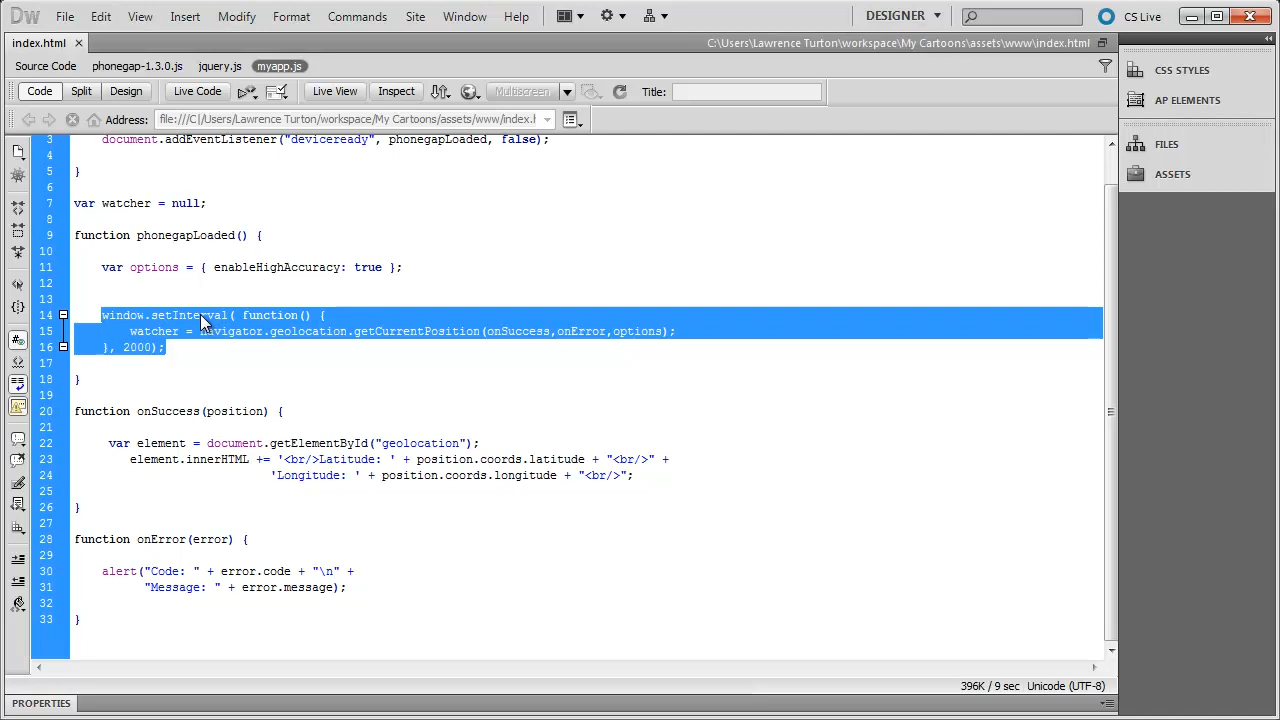 Dw File Edit View Insert Modify Format Commands Site Window Help DESIGNER CS Live
index.html C:\Users\Lawrence Turton\workspace\My Cartoons\assets\www\index.html
Source Code phonegap-1.3.0.js jquery.js myapp.js
Code Split Design Live Code Live View Inspect Multiscreen Title:
Address: file:///C|/Users/Lawrence Turton/workspace/My Cartoons/assets/www/index.h
3 document.addEventListener("deviceready", phonegapLoaded, false);
4
5 }
6
7 var watcher = null;
8
9 function phonegapLoaded() {
10
11 var options = { enableHighAccuracy: true };
12
13
14 window.setInterval( function() {
15 watcher = navigator.geolocation.getCurrentPosition(onSuccess,onError,options);
16 }, 2000);
17
18 }
19
20 function onSuccess(position) {
21
22 var element = document.getElementById("geolocation");
23 element.innerHTML += '<br/>Latitude: ' + position.coords.latitude + "<br/>" +
24 'Longitude: ' + position.coords.longitude + "<br/>";
25
26 }
27
28 function onError(error) {
29
30 alert("Code: " + error.code + "\n" +
31 "Message: " + error.message);
32
33 }
396K / 9 sec Unicode (UTF-8)
PROPERTIES
CSS STYLES
AP ELEMENTS
FILES
ASSETS